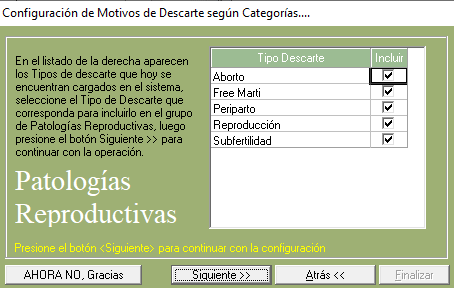 Configuración de Motivos de Descarte según Categorías....
En el listado de la derecha aparecen
los Tipos de descarte que hoy se
encuentran cargados en el sistema,
seleccione el Tipo de Descarte que
corresponda para incluirlo en el grupo
de Patologías Reproductivas, luego
presione el botón Siguiente >> para
continuar con la operación.
Patologías
Reproductivas
Tipo Descarte Incluir
Aborto
Free Marti
Periparto
Reproducción
Subfertilidad
Presione el botón <Siguiente> para continuar con la configuración
AHORA NO, Gracias Siguiente >> Atrás << Finalizar